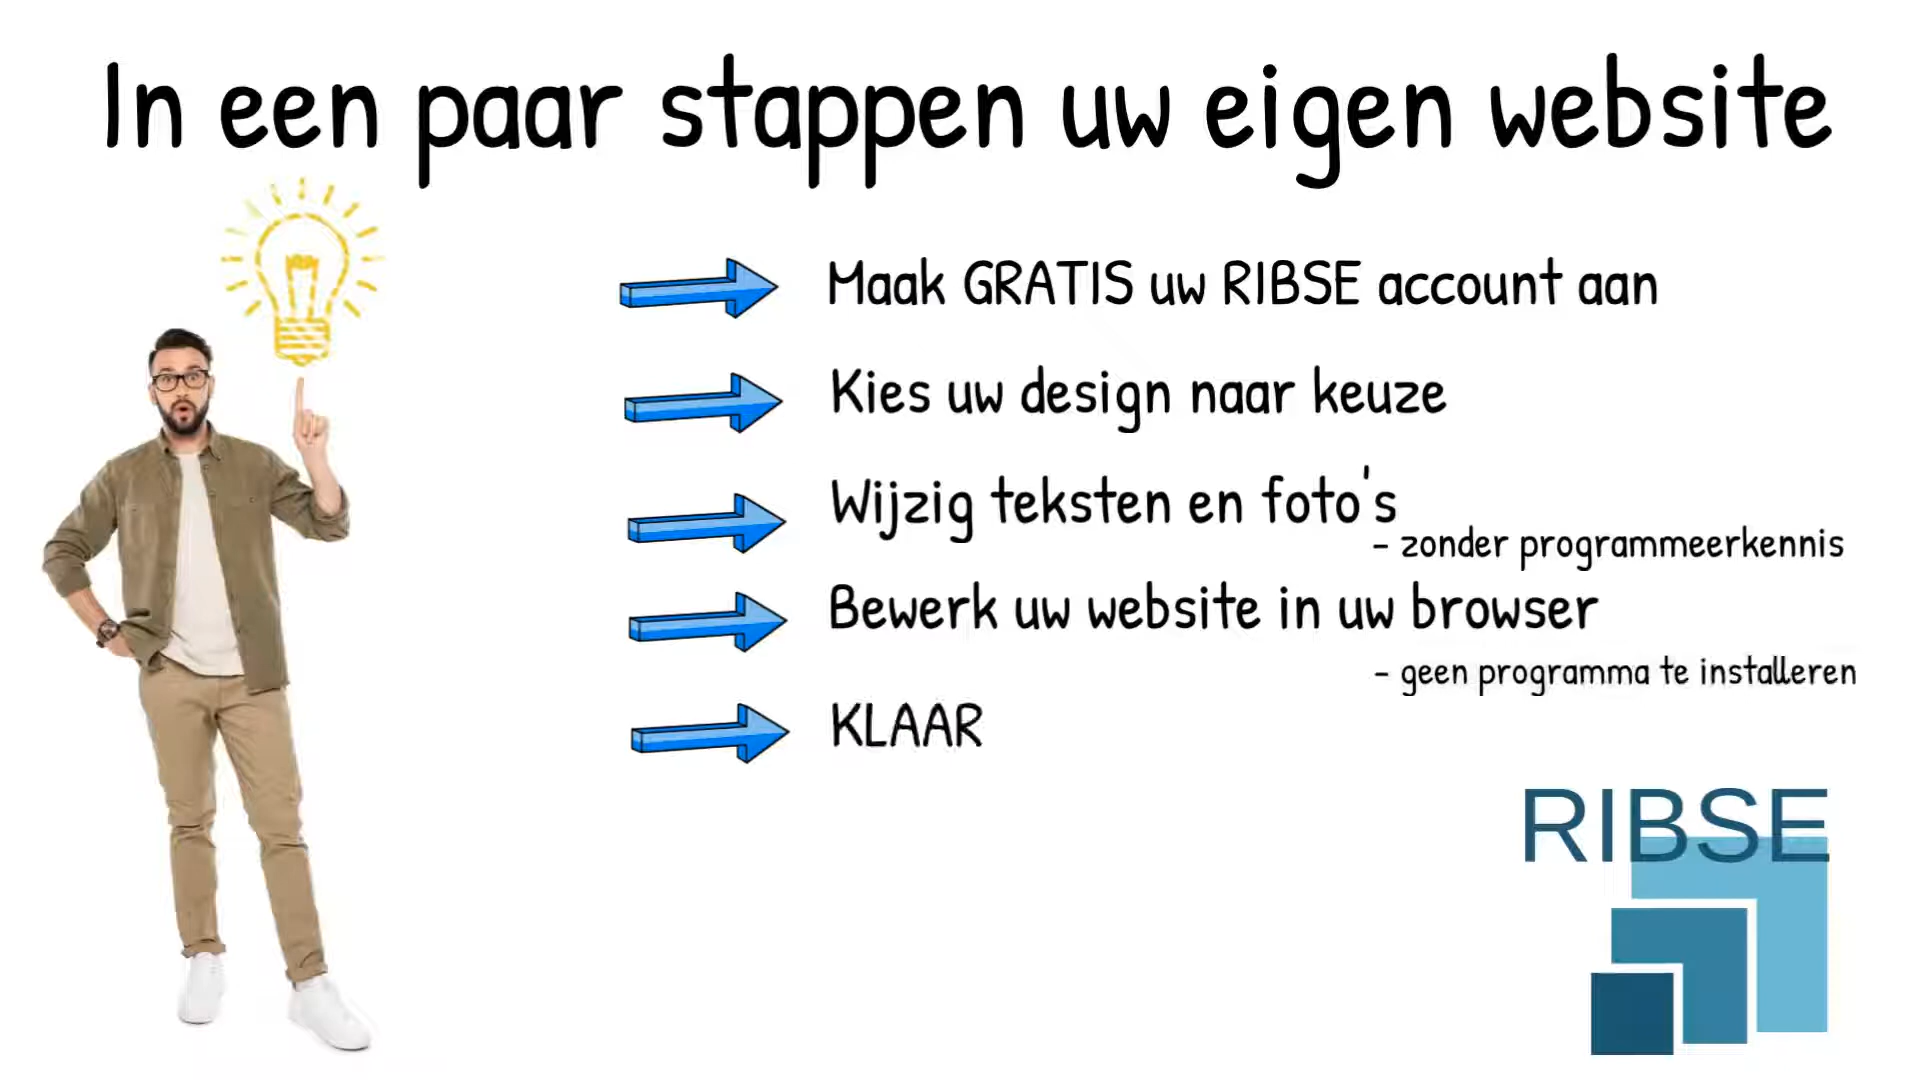 In een paar stappen uw eigen website
Maak GRATIS uw RIBSE account aan
Kies uw design naar keuze
Wijzig teksten en foto's
- zonder programmeerkennis
Bewerk uw website in uw browser
- geen programma te installeren
KLAAR
RIBSE